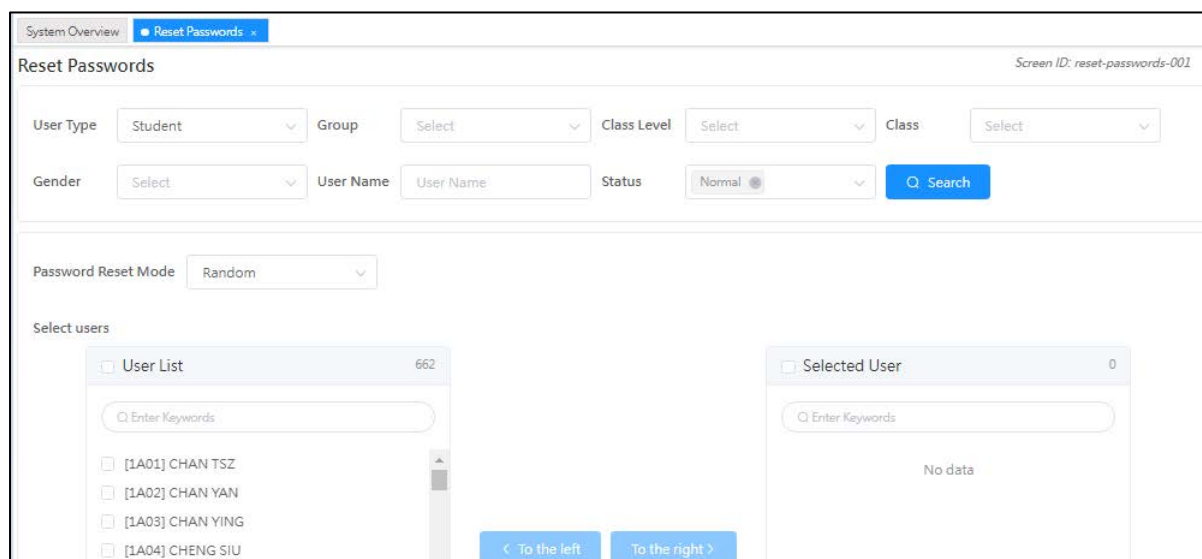 System Overview Reset Passwords ×
Reset Passwords Screen ID: reset-passwords-001
User Type Student Group Select Class Level Select Class Select
Gender Select User Name User Name Status Normal Search
Password Reset Mode Random
Select users
User List 662 Selected User 0
Enter Keywords Enter Keywords
[1A01] CHAN TSZ
No data
[1A02] CHAN YAN
[1A03] CHAN YING
[1A04] CHENG SIU
< To the left To the right >